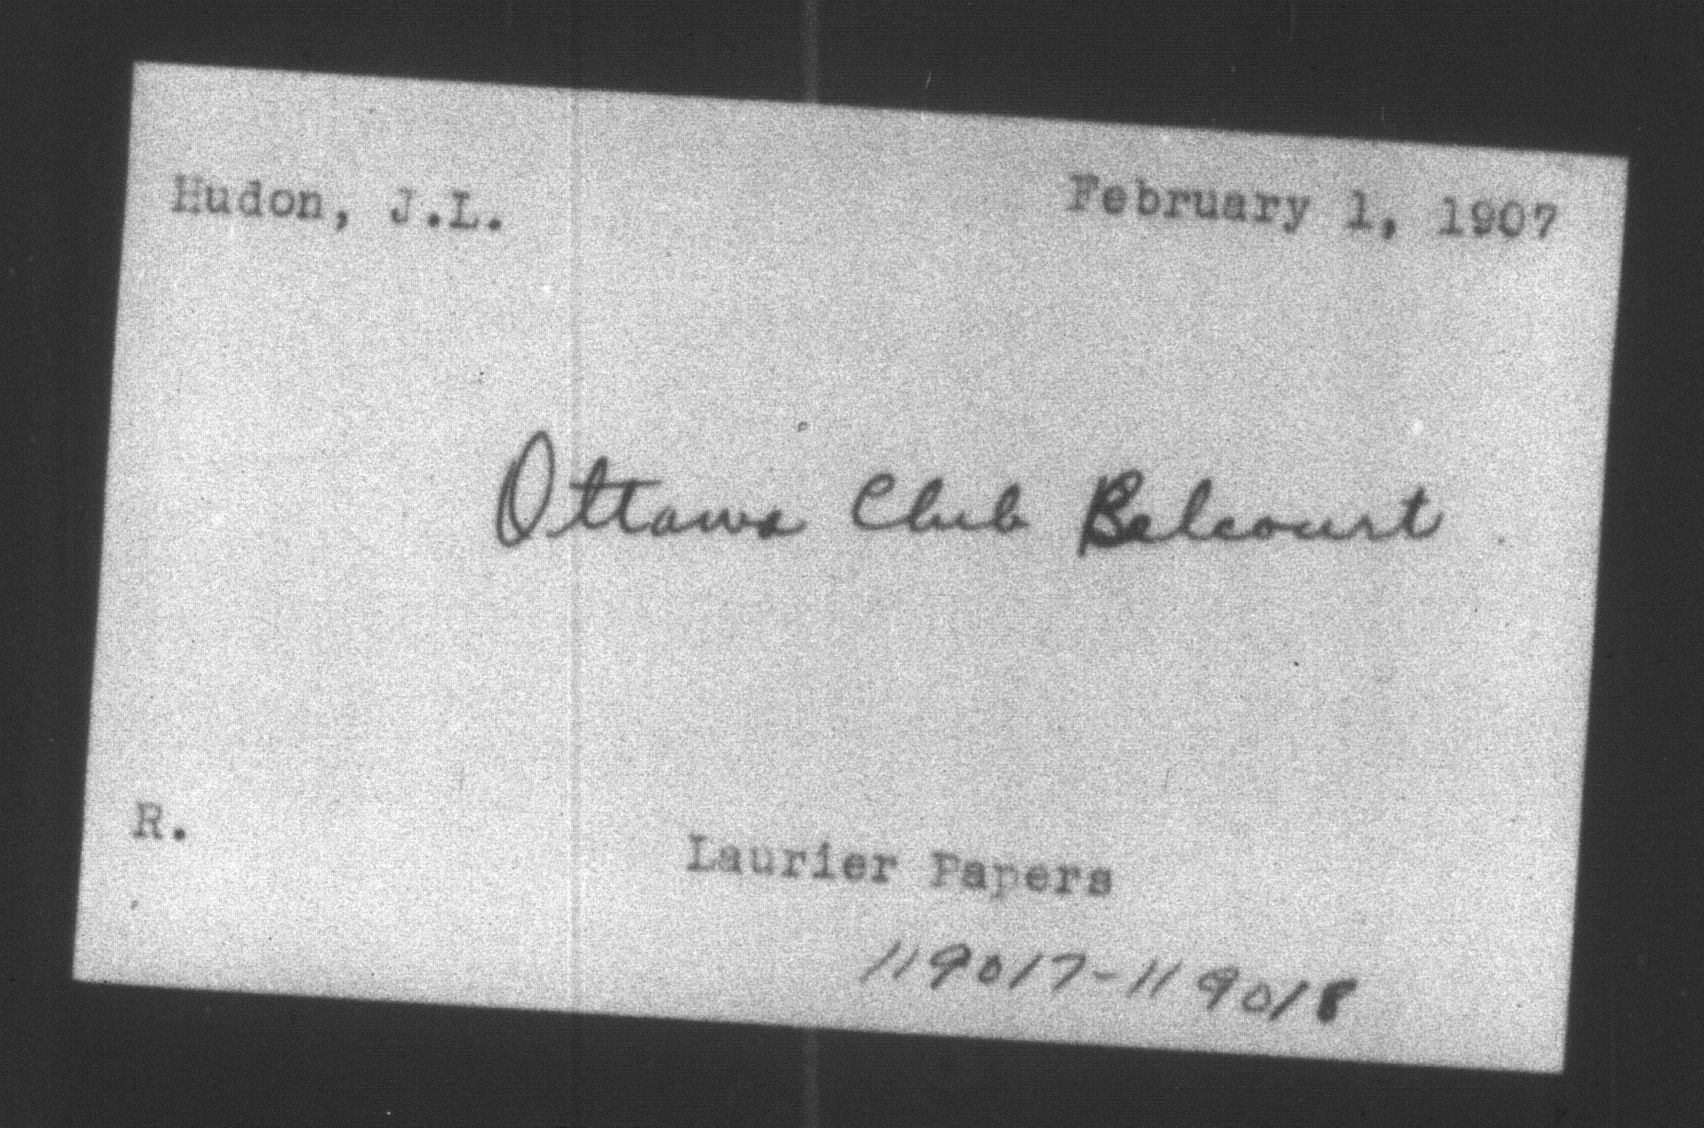 Hudon, J.L. February 1, 1907
Ottawa Club Belcourt
R. Laurier Papers
119017-119018